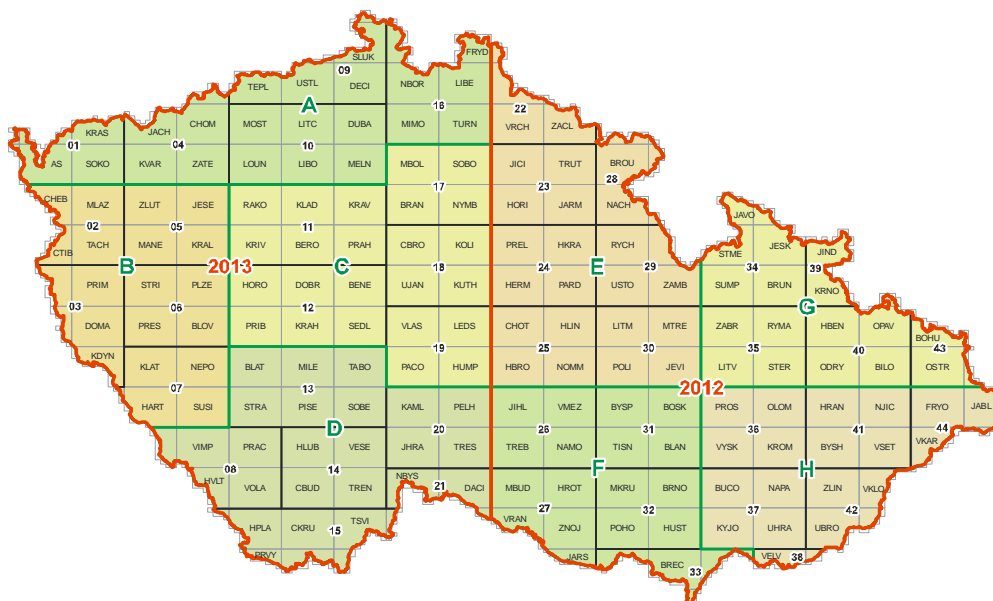 FRYD
SLUK
09
TEPL USTL DECI NBOR LIBE
A 16 22
KRAS JACH CHOM MOST LITC DUBA MIMO TURN VRCH ZACL
01 04 10
AS SOKO KVAR ZATE LOUN LIBO MELN MBOL SOBO JICI TRUT BROU
17 23 28
CHEB MLAZ ZLUT JESE RAKO KLAD KRAV BRAN NYMB HORI JARM NACH
JAVO
02 05 11
CTIB TACH MANE KRAL KRIV BERO PRAH CBRO KOLI PREL HKRA RYCH STME JESK JIND
B 2013 C 18 24 E 29 34 39
PRIM STRI PLZE HORO DOBR BENE UJAN KUTH HERM PARD USTO ZAMB SUMP BRUN KRNO
03 06 12 G
DOMA PRES BLOV PRIB KRAH SEDL VLAS LEDS CHOT HLIN LITM MTRE ZABR RYMA HBEN OPAV BOHU
19 25 30 35 40 43
KDYN KLAT NEPO BLAT MILE TABO PACO HUMP HBRO NOMM POLI JEVI LITV STER ODRY BILO OSTR
07 13 2012
HART SUSI STRA PISE SOBE KAML PELH JIHL VMEZ BYSP BOSK PROS OLOM HRAN NJIC FRYO JABL
D 20 26 31 36 41 44
VIMP PRAC HLUB VESE JHRA TRES TREB NAMO TISN BLAN VYSK KROM BYSH VSET VKAR
08 14 F H
HVLT VOLA CBUD TREN NBYS 21 DACI MBUD HROT MKRU BRNO BUCO NAPA ZLIN VKLO
27 32 37 42
HPLA CKRU TSVI VRAN ZNOJ POHO HUST KYJO UHRA UBRO
15
PRVY JARS BREC 33 VELV 38